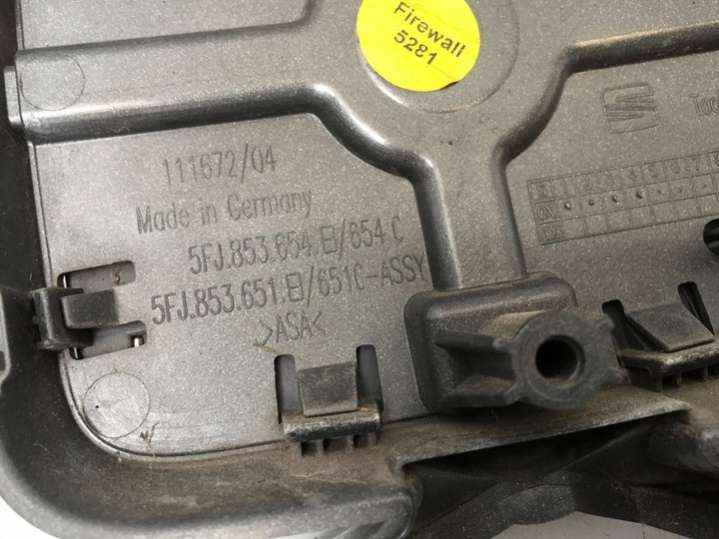 Firewall
5281
111672/04
Made in Germany
5FJ.853.654.E/654 C
5FJ.853.651.E/651C-ASSY
>ASA<